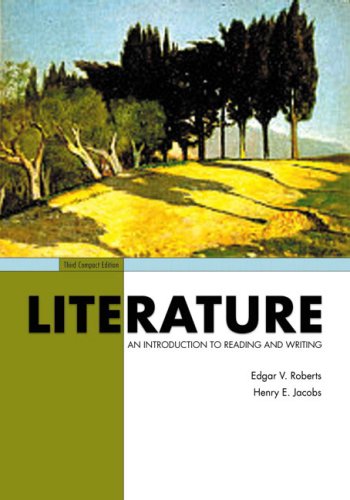 Third Compact Edition
LITERATURE
AN INTRODUCTION TO READING AND WRITING
Edgar V. Roberts
Henry E. Jacobs